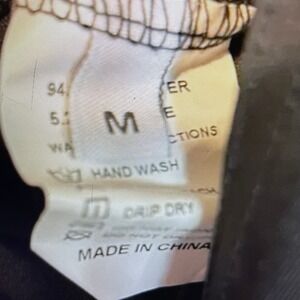 94
ER
5.
E
M
WA
CTIONS
HAND WASH
DRIP DRY
MADE IN CHINA